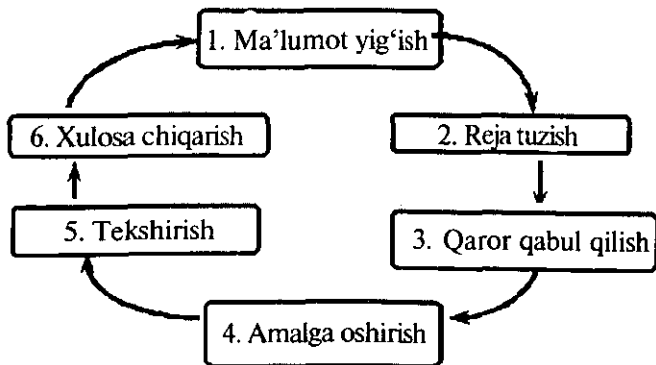 1. Ma’lumot yig‘ish
2. Reja tuzish
3. Qaror qabul qilish
4. Amalga oshirish
5. Tekshirish
6. Xulosa chiqarish